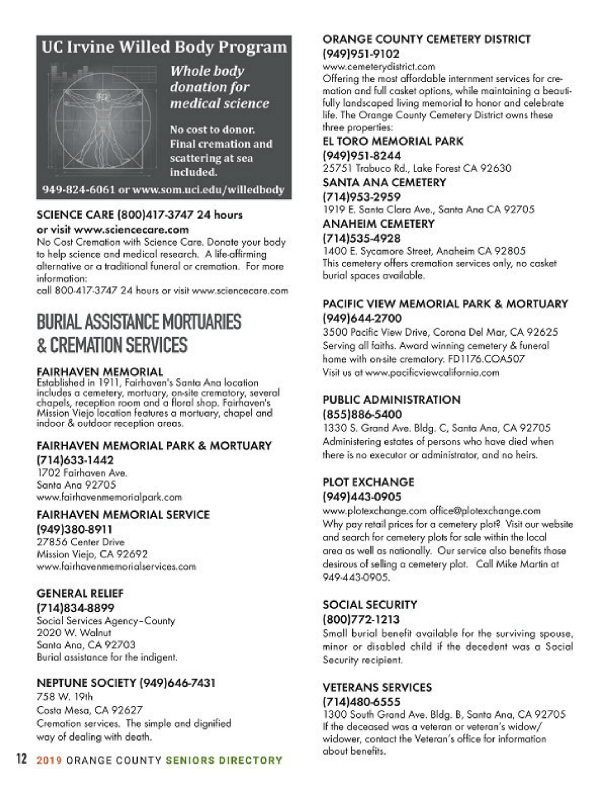 UC Irvine Willed Body Program
Whole body
donation for
medical science
No cost to donor.
Final cremation and
scattering at sea
included.
949-824-6061 or www.som.uci.edu/willedbody
SCIENCE CARE (800)417-3747 24 hours
or visit www.sciencecare.com
No Cost Cremation with Science Care. Donate your body
to help science and medical research. A life-affirming
alternative or a traditional funeral or cremation. For more
information:
call 800-417-3747 24 hours or visit www.sciencecare.com
BURIAL ASSISTANCE MORTUARIES
& CREMATION SERVICES
FAIRHAVEN MEMORIAL
Established in 1911, Fairhaven's Santa Ana location
includes a cemetery, mortuary, on-site crematory, several
chapels, reception room and a floral shop. Fairhaven's
Mission Viejo location features a mortuary, chapel and
indoor & outdoor reception areas.
FAIRHAVEN MEMORIAL PARK & MORTUARY
(714)633-1442
1702 Fairhaven Ave.
Santa Ana 92705
www.fairhavenmemorialpark.com
FAIRHAVEN MEMORIAL SERVICE
(949)380-8911
27856 Center Drive
Mission Viejo, CA 92692
www.fairhavenmemorialservices.com
GENERAL RELIEF
(714)834-8899
Social Services Agency–County
2020 W. Walnut
Santa Ana, CA 92703
Burial assistance for the indigent.
NEPTUNE SOCIETY (949)646-7431
758 W. 19th
Costa Mesa, CA 92627
Cremation services. The simple and dignified
way of dealing with death.
ORANGE COUNTY CEMETERY DISTRICT
(949)951-9102
www.cemeterydistrict.com
Offering the most affordable internment services for cre-
mation and full casket options, while maintaining a beauti-
fully landscaped living memorial to honor and celebrate
life. The Orange County Cemetery District owns these
three properties:
EL TORO MEMORIAL PARK
(949)951-8244
25751 Trabuco Rd., Lake Forest CA 92630
SANTA ANA CEMETERY
(714)953-2959
1919 E. Santa Clara Ave., Santa Ana CA 92705
ANAHEIM CEMETERY
(714)535-4928
1400 E. Sycamore Street, Anaheim CA 92805
This cemetery offers cremation services only, no casket
burial spaces available.
PACIFIC VIEW MEMORIAL PARK & MORTUARY
(949)644-2700
3500 Pacific View Drive, Corona Del Mar, CA 92625
Serving all faiths. Award winning cemetery & funeral
home with on-site crematory. FD1176.COA507
Visit us at www.pacificviewcalifornia.com
PUBLIC ADMINISTRATION
(855)886-5400
1330 S. Grand Ave. Bldg. C, Santa Ana, CA 92705
Administering estates of persons who have died when
there is no executor or administrator, and no heirs.
PLOT EXCHANGE
(949)443-0905
www.plotexchange.com office@plotexchange.com
Why pay retail prices for a cemetery plot? Visit our website
and search for cemetery plots for sale within the local
area as well as nationally. Our service also benefits those
desirous of selling a cemetery plot. Call Mike Martin at
949-443-0905.
SOCIAL SECURITY
(800)772-1213
Small burial benefit available for the surviving spouse,
minor or disabled child if the decedent was a Social
Security recipient.
VETERANS SERVICES
(714)480-6555
1300 South Grand Ave. Bldg. B, Santa Ana, CA 92705
If the deceased was a veteran or veteran's widow/
widower, contact the Veteran's office for information
about benefits.
12 2019 ORANGE COUNTY SENIORS DIRECTORY